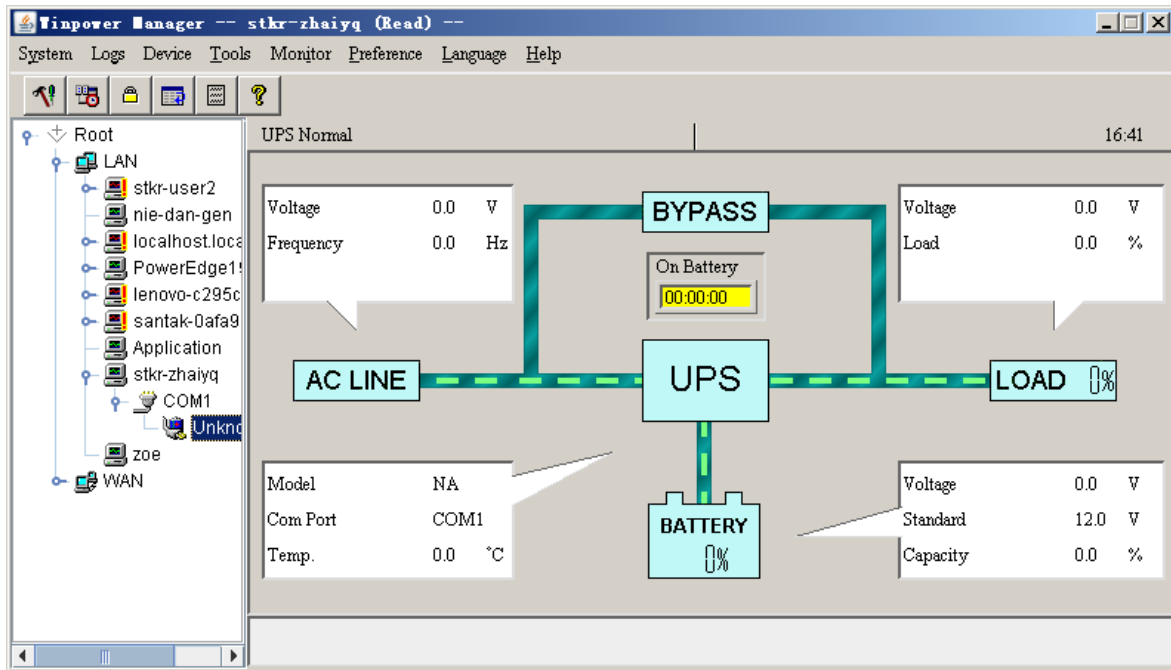 Winpower Manager -- stkr-zhaiyq (Read) --
System Logs Device Tools Monitor Preference Language Help
Root
LAN
stkr-user2
nie-dan-gen
localhost.loca
PowerEdge1
lenovo-c295c
santak-0afa9
Application
stkr-zhaiyq
COM1
Unkno
zoe
WAN
UPS Normal 16:41
Voltage 0.0 V
Frequency 0.0 Hz
BYPASS
On Battery
00:00:00
Voltage 0.0 V
Load 0.0 %
AC LINE
UPS
LOAD 0%
Model NA
Com Port COM1
Temp. 0.0 °C
BATTERY
0%
Voltage 0.0 V
Standard 12.0 V
Capacity 0.0 %